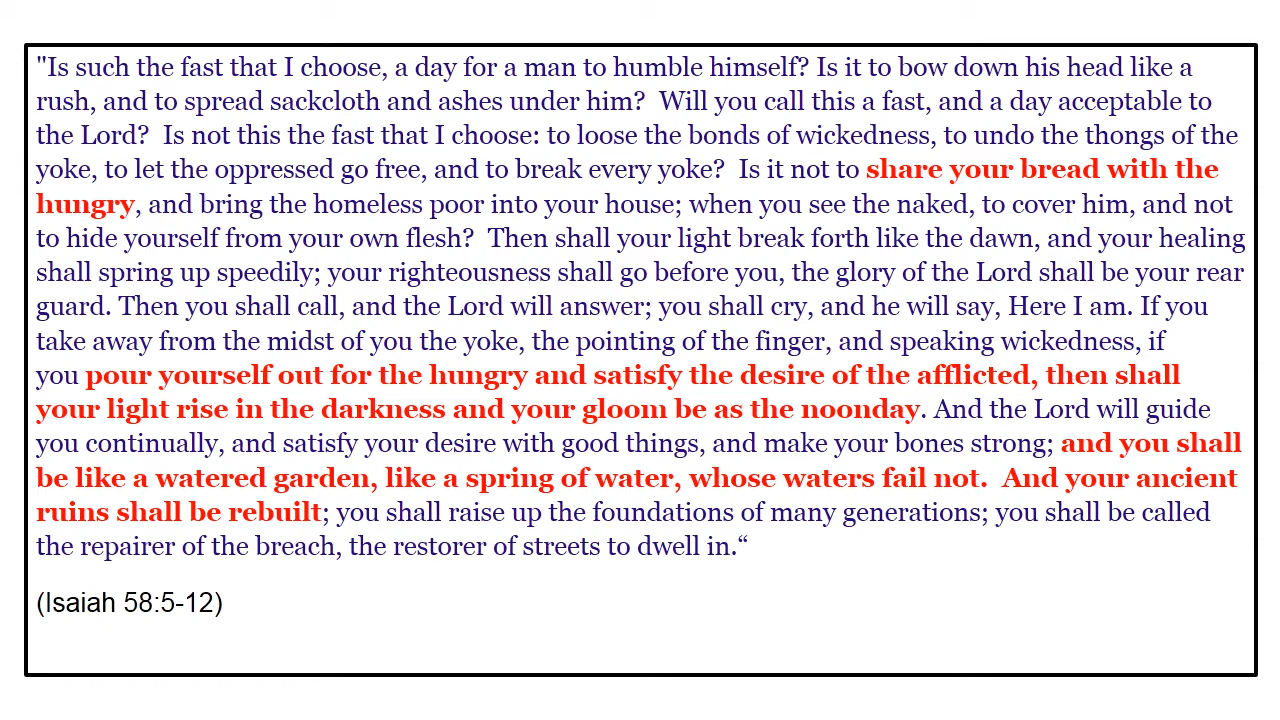 "Is such the fast that I choose, a day for a man to humble himself? Is it to bow down his head like a
rush, and to spread sackcloth and ashes under him?  Will you call this a fast, and a day acceptable to
the Lord?  Is not this the fast that I choose: to loose the bonds of wickedness, to undo the thongs of the
yoke, to let the oppressed go free, and to break every yoke?  Is it not to share your bread with the
hungry, and bring the homeless poor into your house; when you see the naked, to cover him, and not
to hide yourself from your own flesh?  Then shall your light break forth like the dawn, and your healing
shall spring up speedily; your righteousness shall go before you, the glory of the Lord shall be your rear
guard. Then you shall call, and the Lord will answer; you shall cry, and he will say, Here I am. If you
take away from the midst of you the yoke, the pointing of the finger, and speaking wickedness, if
you pour yourself out for the hungry and satisfy the desire of the afflicted, then shall
your light rise in the darkness and your gloom be as the noonday. And the Lord will guide
you continually, and satisfy your desire with good things, and make your bones strong; and you shall
be like a watered garden, like a spring of water, whose waters fail not.  And your ancient
ruins shall be rebuilt; you shall raise up the foundations of many generations; you shall be called
the repairer of the breach, the restorer of streets to dwell in.“
(Isaiah 58:5-12)